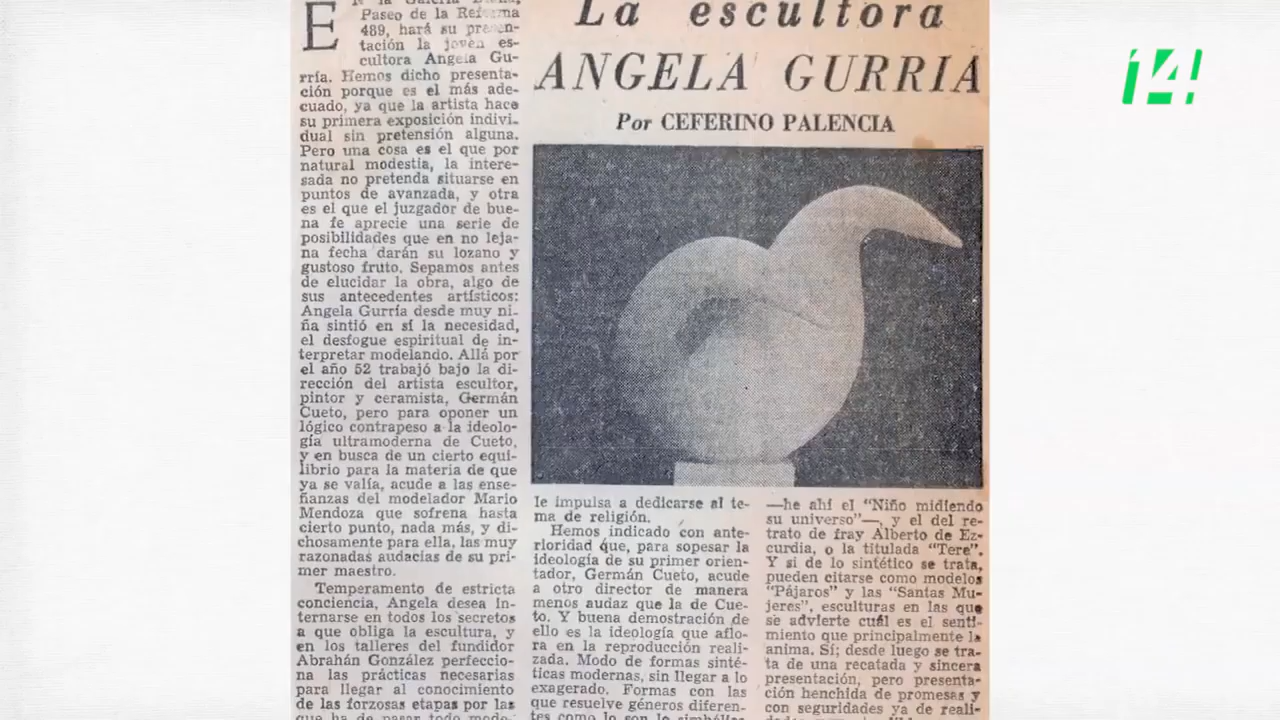 La escultora
ANGELA GURRIA
Por CEFERINO PALENCIA
EN la Galería
Paseo de la Reforma
489, hará su presen-
tación la joven es-
cultora Angela Gu-
rría. Hemos dicho presenta-
ción porque es el más ade-
cuado, ya que la artista hace
su primera exposición indivi-
dual sin pretensión alguna.
Pero una cosa es el que por
natural modestia, la intere-
sada no pretenda situarse en
puntos de avanzada, y otra
es el que el juzgador de bue-
na fe aprecie una serie de
posibilidades que en no leja-
na fecha darán su lozano y
gustoso fruto. Sepamos antes
de elucidar la obra, algo de
sus antecedentes artísticos:
Angela Gurría desde muy ni-
ña sintió en sí la necesidad,
el desfogue espiritual de in-
terpretar modelando. Allá por
el año 52 trabajó bajo la di-
rección del artista escultor,
pintor y ceramista, Germán
Cueto, pero para oponer un
lógico contrapeso a la ideolo-
gía ultramoderna de Cueto,
y en busca de un cierto equi-
librio para la materia de que
ya se valía, acude a las ense-
ñanzas del modelador Mario
Mendoza que sofrena hasta
cierto punto, nada más, y di-
chosamente para ella, las muy
razonadas audacias de su pri-
mer maestro.
Temperamento de estricta
conciencia, Angela desea in-
ternarse en todos los secretos
a que obliga la escultura, y
en los talleres del fundidor
Abrahán González perfeccio-
na las prácticas necesarias
para llegar al conocimiento
de las forzosas etapas por las
que ha de pasar todo mode-
le impulsa a dedicarse al te-
ma de religión.
Hemos indicado con ante-
rioridad que, para sopesar la
ideología de su primer orien-
tador, Germán Cueto, acude
a otro director de manera
menos audaz que la de Cue-
to. Y buena demostración de
ello es la ideología que aflo-
ra en la reproducción reali-
zada. Modo de formas sinté-
ticas modernas, sin llegar a lo
exagerado. Formas con las
que resuelve géneros diferen-
tes como lo son lo
—he ahí el "Niño midiendo
su universo"—, y el del re-
trato de fray Alberto de Ez-
curdia, o la titulada "Tere".
Y si de lo sintético se trata,
pueden citarse como modelos
"Pájaros" y las "Santas Mu-
jeres", esculturas en las que
se advierte cuál es el senti-
miento que principalmente la
anima. Sí; desde luego se tra-
ta de una recatada y sincera
presentación, pero presenta-
ción henchida de promesas y
con seguridades ya de reali-
14!